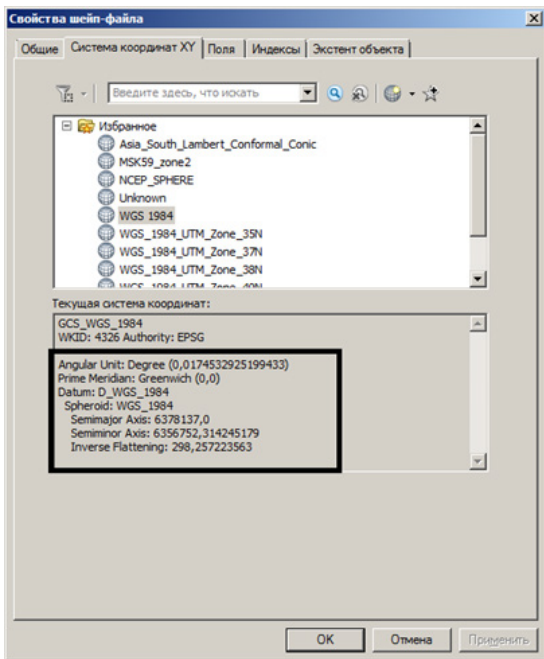 Свойства шейп-файла
Общие Система координат XY Поля Индексы Экстент объекта
Введите здесь, что искать
Избранное
Asia_South_Lambert_Conformal_Conic
MSK59_zone2
NCEP_SPHERE
Unknown
WGS 1984
WGS_1984_UTM_Zone_35N
WGS_1984_UTM_Zone_37N
WGS_1984_UTM_Zone_38N
Текущая система координат:
GCS_WGS_1984
WKID: 4326 Authority: EPSG
Angular Unit: Degree (0,0174532925199433)
Prime Meridian: Greenwich (0,0)
Datum: D_WGS_1984
Spheroid: WGS_1984
Semimajor Axis: 6378137,0
Semiminor Axis: 6356752,314245179
Inverse Flattening: 298,257223563
OK Отмена Применить